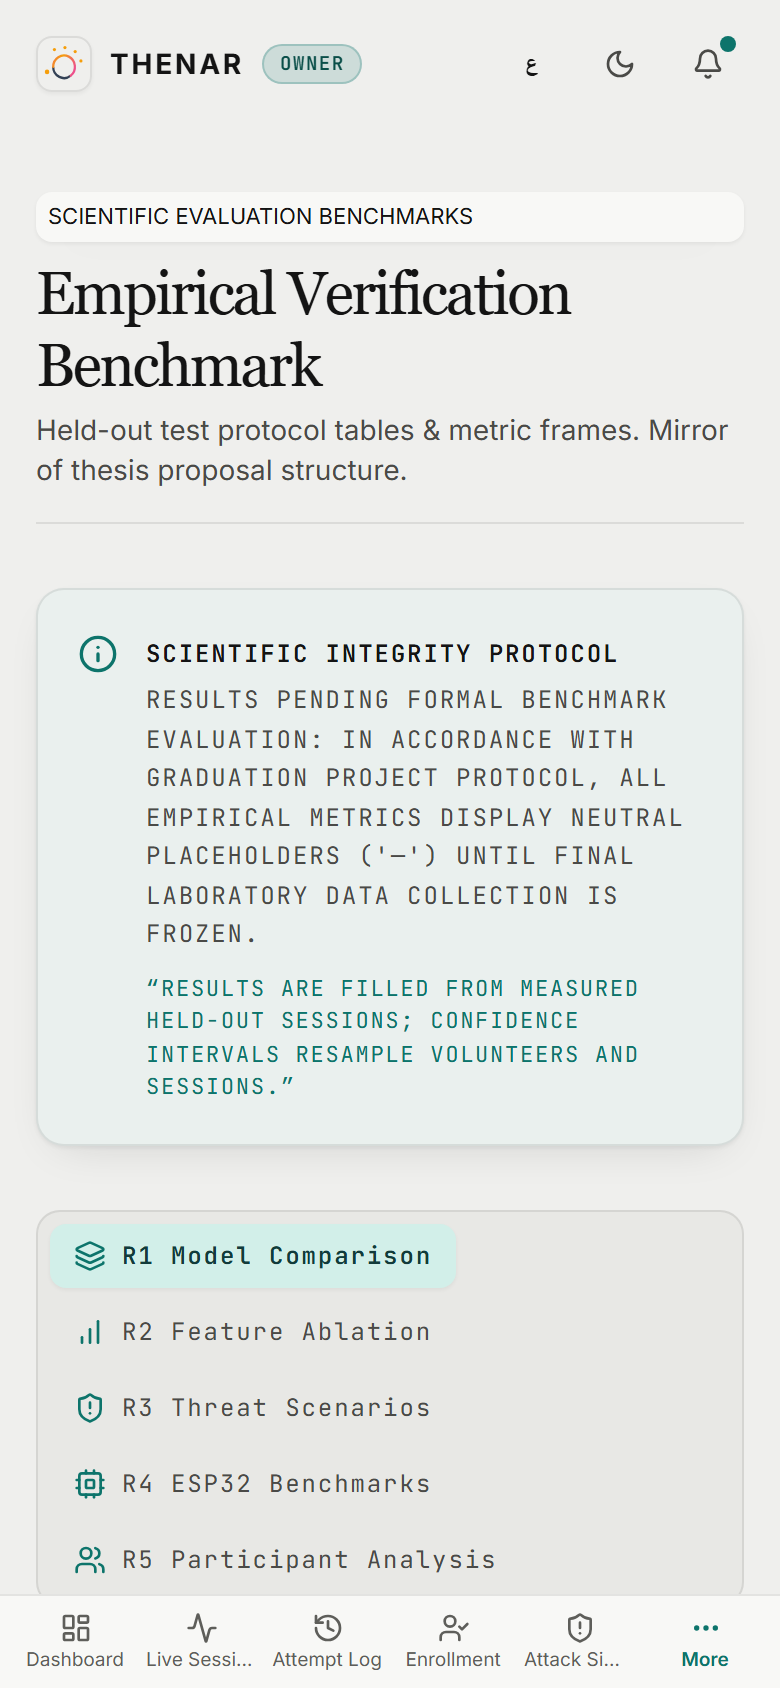 THENAR OWNER ع
SCIENTIFIC EVALUATION BENCHMARKS
Empirical Verification
Benchmark
Held-out test protocol tables & metric frames. Mirror
of thesis proposal structure.
SCIENTIFIC INTEGRITY PROTOCOL
RESULTS PENDING FORMAL BENCHMARK
EVALUATION: IN ACCORDANCE WITH
GRADUATION PROJECT PROTOCOL, ALL
EMPIRICAL METRICS DISPLAY NEUTRAL
PLACEHOLDERS ('—') UNTIL FINAL
LABORATORY DATA COLLECTION IS
FROZEN.
“RESULTS ARE FILLED FROM MEASURED
HELD-OUT SESSIONS; CONFIDENCE
INTERVALS RESAMPLE VOLUNTEERS AND
SESSIONS.”
R1 Model Comparison
R2 Feature Ablation
R3 Threat Scenarios
R4 ESP32 Benchmarks
R5 Participant Analysis
Dashboard Live Sessi... Attempt Log Enrollment Attack Si... More